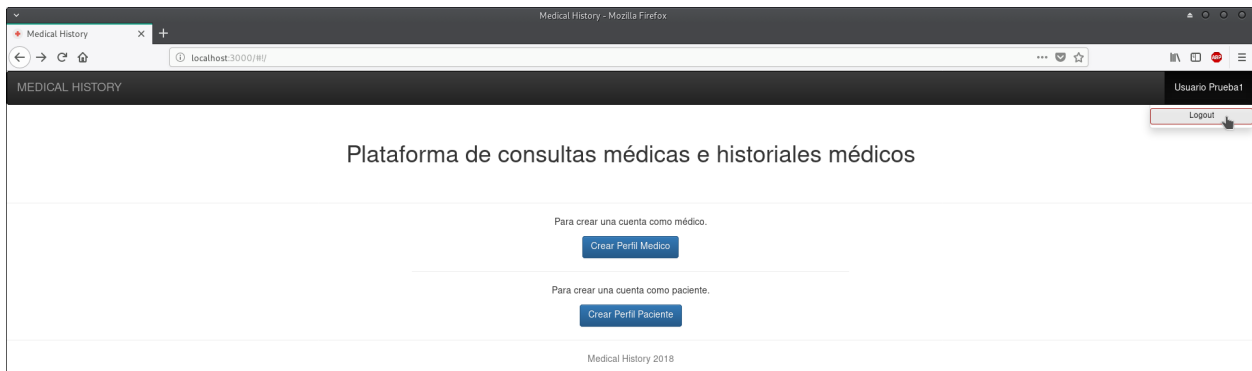 Medical History - Mozilla Firefox
Medical History
localhost:3000/#!/
ABP
MEDICAL HISTORY
Usuario Prueba1
Logout
Plataforma de consultas médicas e historiales médicos
Para crear una cuenta como médico.
Crear Perfil Medico
Para crear una cuenta como paciente.
Crear Perfil Paciente
Medical History 2018